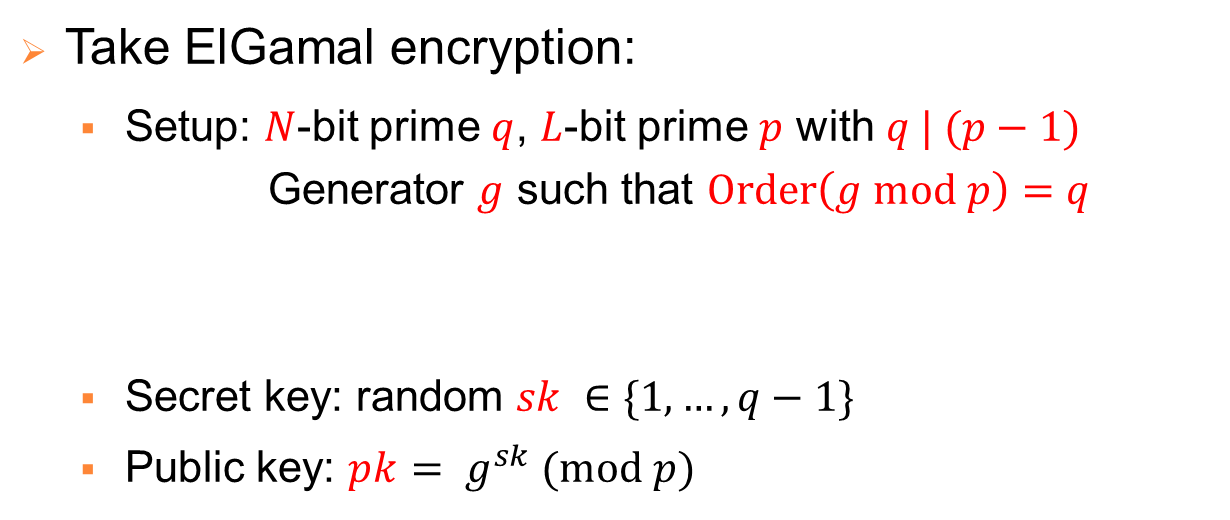 ➢ Take ElGamal encryption:
▪ Setup: N-bit prime q, L-bit prime p with q | (p − 1)
Generator g such that Order(g mod p) = q
▪ Secret key: random sk ∈ {1, … , q − 1}
▪ Public key: pk = g^{sk} (mod p)